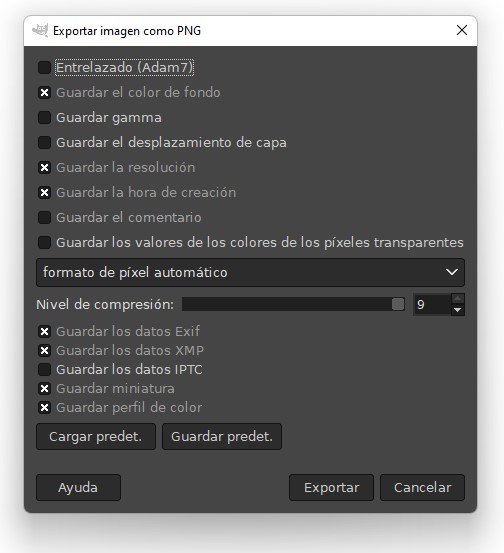 Exportar imagen como PNG
Entrelazado (Adam7)
Guardar el color de fondo
Guardar gamma
Guardar el desplazamiento de capa
Guardar la resolución
Guardar la hora de creación
Guardar el comentario
Guardar los valores de los colores de los píxeles transparentes
formato de píxel automático
Nivel de compresión: 9
Guardar los datos Exif
Guardar los datos XMP
Guardar los datos IPTC
Guardar miniatura
Guardar perfil de color
Cargar predet. Guardar predet.
Ayuda Exportar Cancelar